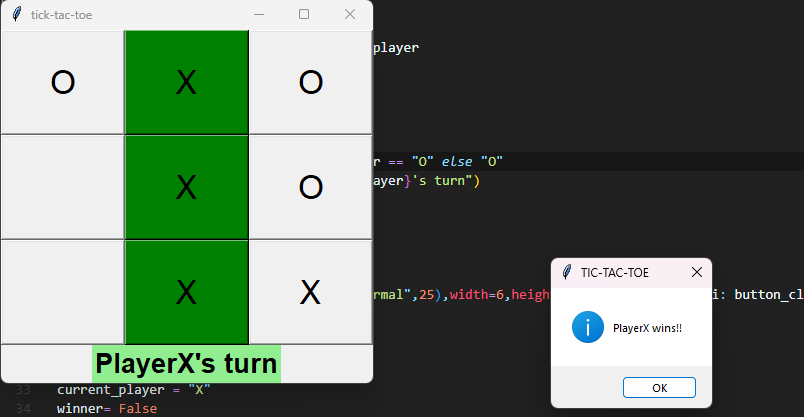 tick-tac-toe
player
O X O
r == "O" else "O"
ayer}'s turn")
X O
rmal",25),width=6,heigh
i: button_cl
TIC-TAC-TOE
X X
PlayerX wins!!
OK
PlayerX's turn
33 current_player = "X"
34 winner= False